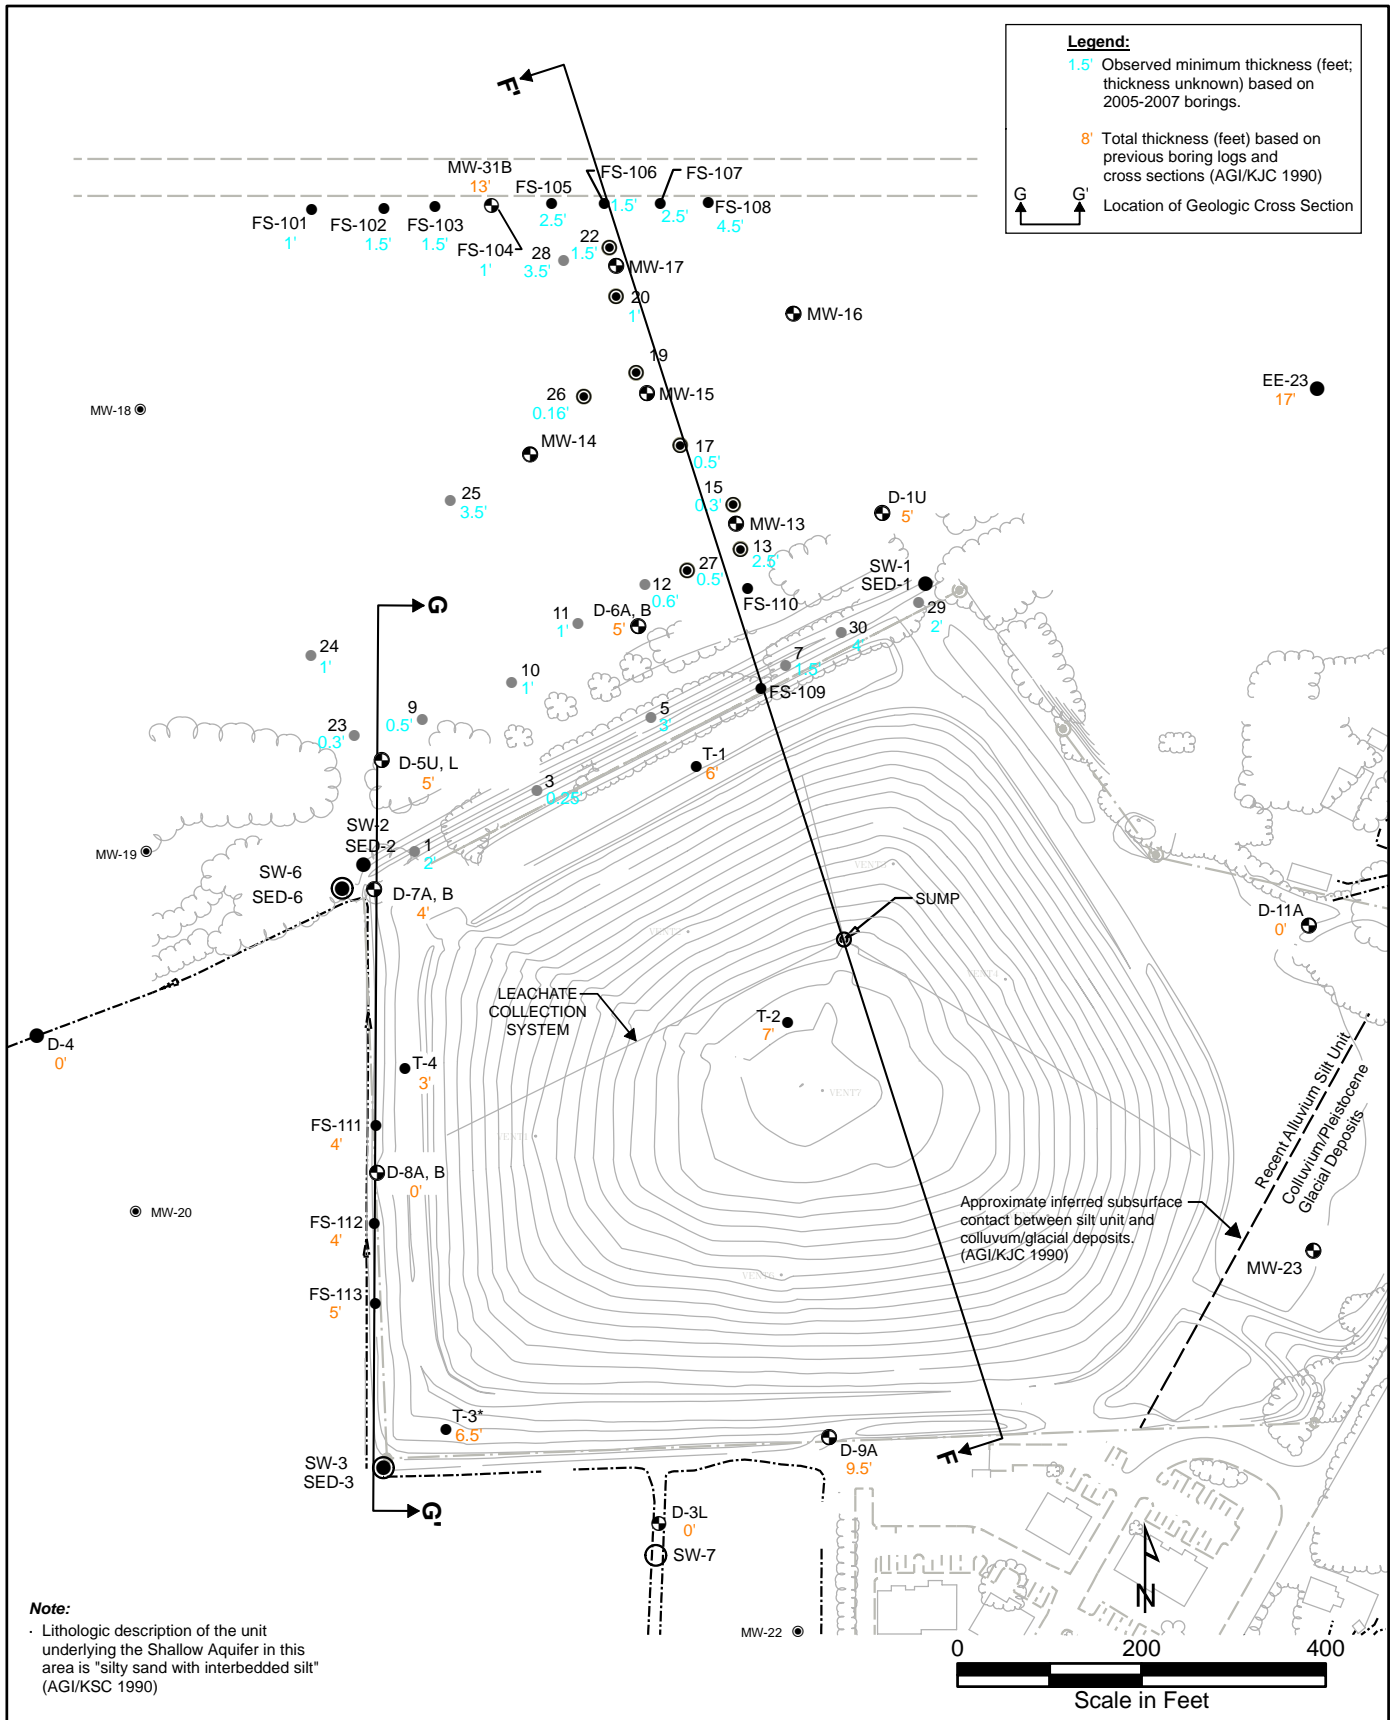 Legend:
1.5' Observed minimum thickness (feet;
thickness unknown) based on
2005-2007 borings.
8' Total thickness (feet) based on
previous boring logs and
cross sections (AGI/KJC 1990)
G G'
Location of Geologic Cross Section
F'
MW-31B
13'
FS-101
1'
FS-102
1.5'
FS-103
1.5'
FS-104
1'
FS-105
2.5'
FS-106
1.5'
FS-107
2.5'
FS-108
4.5'
28
3.5'
22
1.5'
MW-17
20
1'
MW-16
19
MW-15
26
0.16'
EE-23
17'
MW-18
MW-14
17
0.5'
25
3.5'
15
0.3'
MW-13
D-1U
5'
13
2.5'
27
0.5'
SW-1
SED-1
12
0.6'
FS-110
29
2'
G
11
1'
D-6A, B
5'
30
4'
24
1'
7
1.5'
10
1'
FS-109
9
0.5'
5
3'
23
0.3'
D-5U, L
5'
T-1
6'
3
0.25'
SW-2
SED-2
1
2'
MW-19
SW-6
SED-6
D-7A, B
4'
VENT3
SUMP
VENT2
D-11A
0'
VENT4
LEACHATE
COLLECTION
SYSTEM
T-2
7'
D-4
0'
T-4
3'
VENT7
FS-111
4'
VENT1
Recent Alluvium Silt Unit
Colluvium/Pleistocene
Glacial Deposits
D-8A, B
0'
MW-20
FS-112
4'
Approximate inferred subsurface
contact between silt unit and
colluvum/glacial deposits.
(AGI/KJC 1990)
MW-23
VENT6
FS-113
5'
T-3*
6.5'
D-9A
9.5'
F
SW-3
SED-3
G'
D-3L
0'
SW-7
N
MW-22
Note:
· Lithologic description of the unit
underlying the Shallow Aquifer in this
area is "silty sand with interbedded silt"
(AGI/KSC 1990)
0 200 400
Scale in Feet